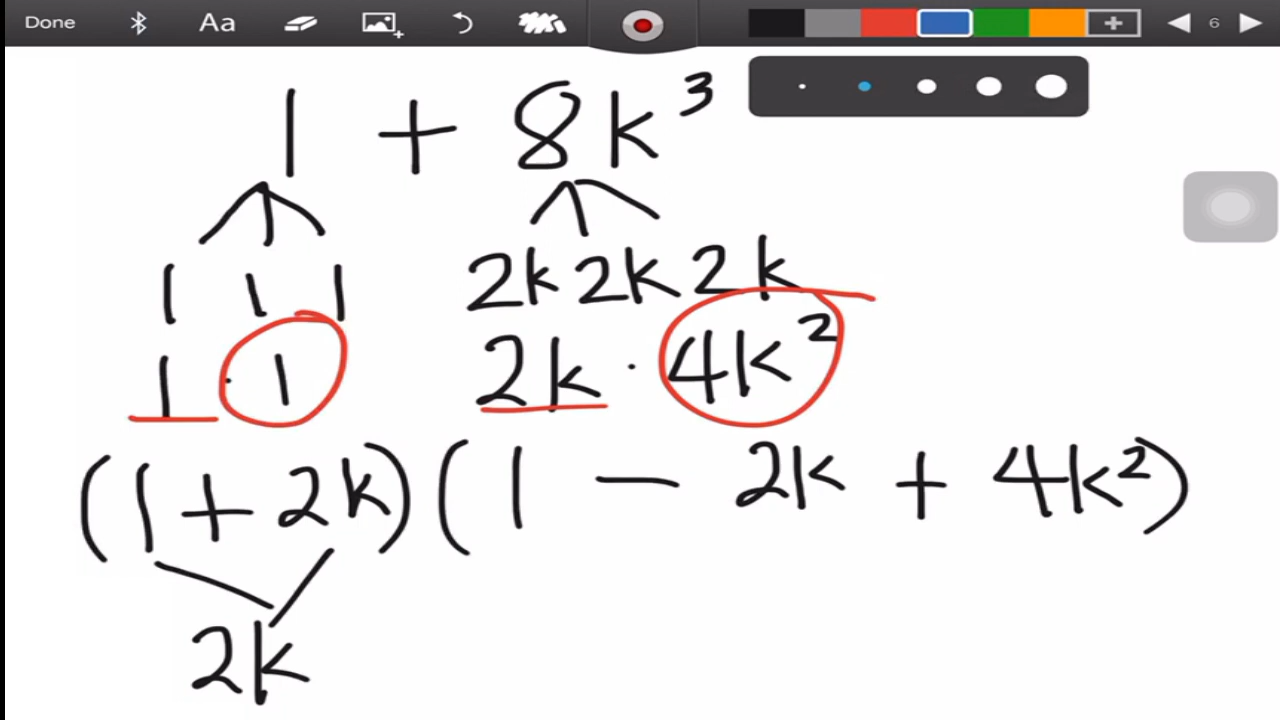 Done Aa 6
1 + 8k³
1 1 1 2k 2k 2k
1 · 1 2k · 4k²
(1 + 2k)(1 - 2k + 4k²)
2k